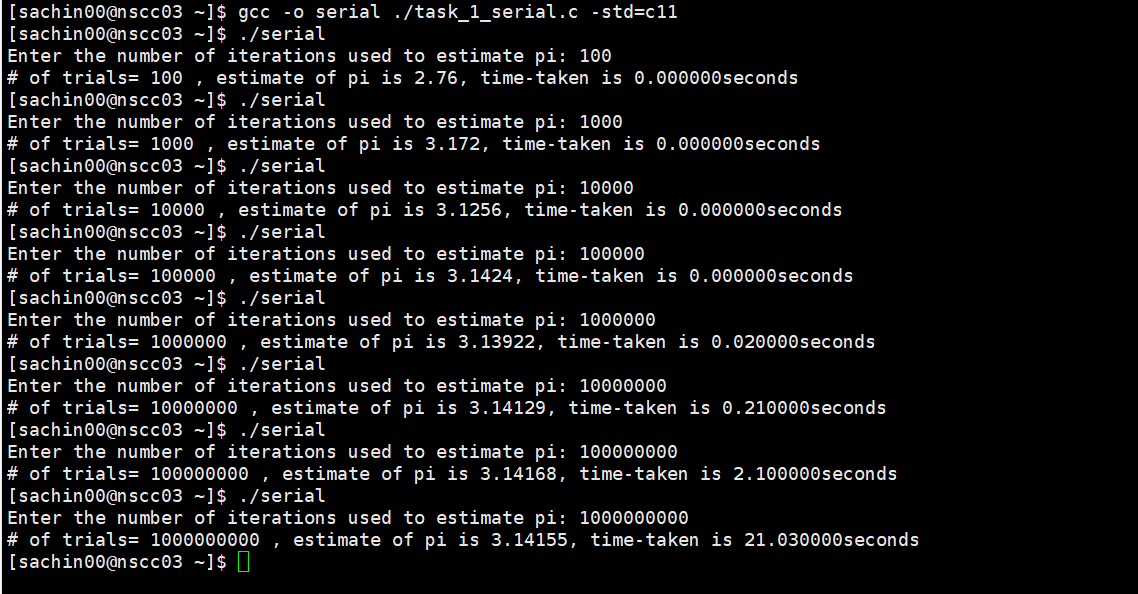 [sachin00@nscc03 ~]$ gcc -o serial ./task_1_serial.c -std=c11
[sachin00@nscc03 ~]$ ./serial
Enter the number of iterations used to estimate pi: 100
# of trials= 100 , estimate of pi is 2.76, time-taken is 0.000000seconds
[sachin00@nscc03 ~]$ ./serial
Enter the number of iterations used to estimate pi: 1000
# of trials= 1000 , estimate of pi is 3.172, time-taken is 0.000000seconds
[sachin00@nscc03 ~]$ ./serial
Enter the number of iterations used to estimate pi: 10000
# of trials= 10000 , estimate of pi is 3.1256, time-taken is 0.000000seconds
[sachin00@nscc03 ~]$ ./serial
Enter the number of iterations used to estimate pi: 100000
# of trials= 100000 , estimate of pi is 3.1424, time-taken is 0.000000seconds
[sachin00@nscc03 ~]$ ./serial
Enter the number of iterations used to estimate pi: 1000000
# of trials= 1000000 , estimate of pi is 3.13922, time-taken is 0.020000seconds
[sachin00@nscc03 ~]$ ./serial
Enter the number of iterations used to estimate pi: 10000000
# of trials= 10000000 , estimate of pi is 3.14129, time-taken is 0.210000seconds
[sachin00@nscc03 ~]$ ./serial
Enter the number of iterations used to estimate pi: 100000000
# of trials= 100000000 , estimate of pi is 3.14168, time-taken is 2.100000seconds
[sachin00@nscc03 ~]$ ./serial
Enter the number of iterations used to estimate pi: 1000000000
# of trials= 1000000000 , estimate of pi is 3.14155, time-taken is 21.030000seconds
[sachin00@nscc03 ~]$